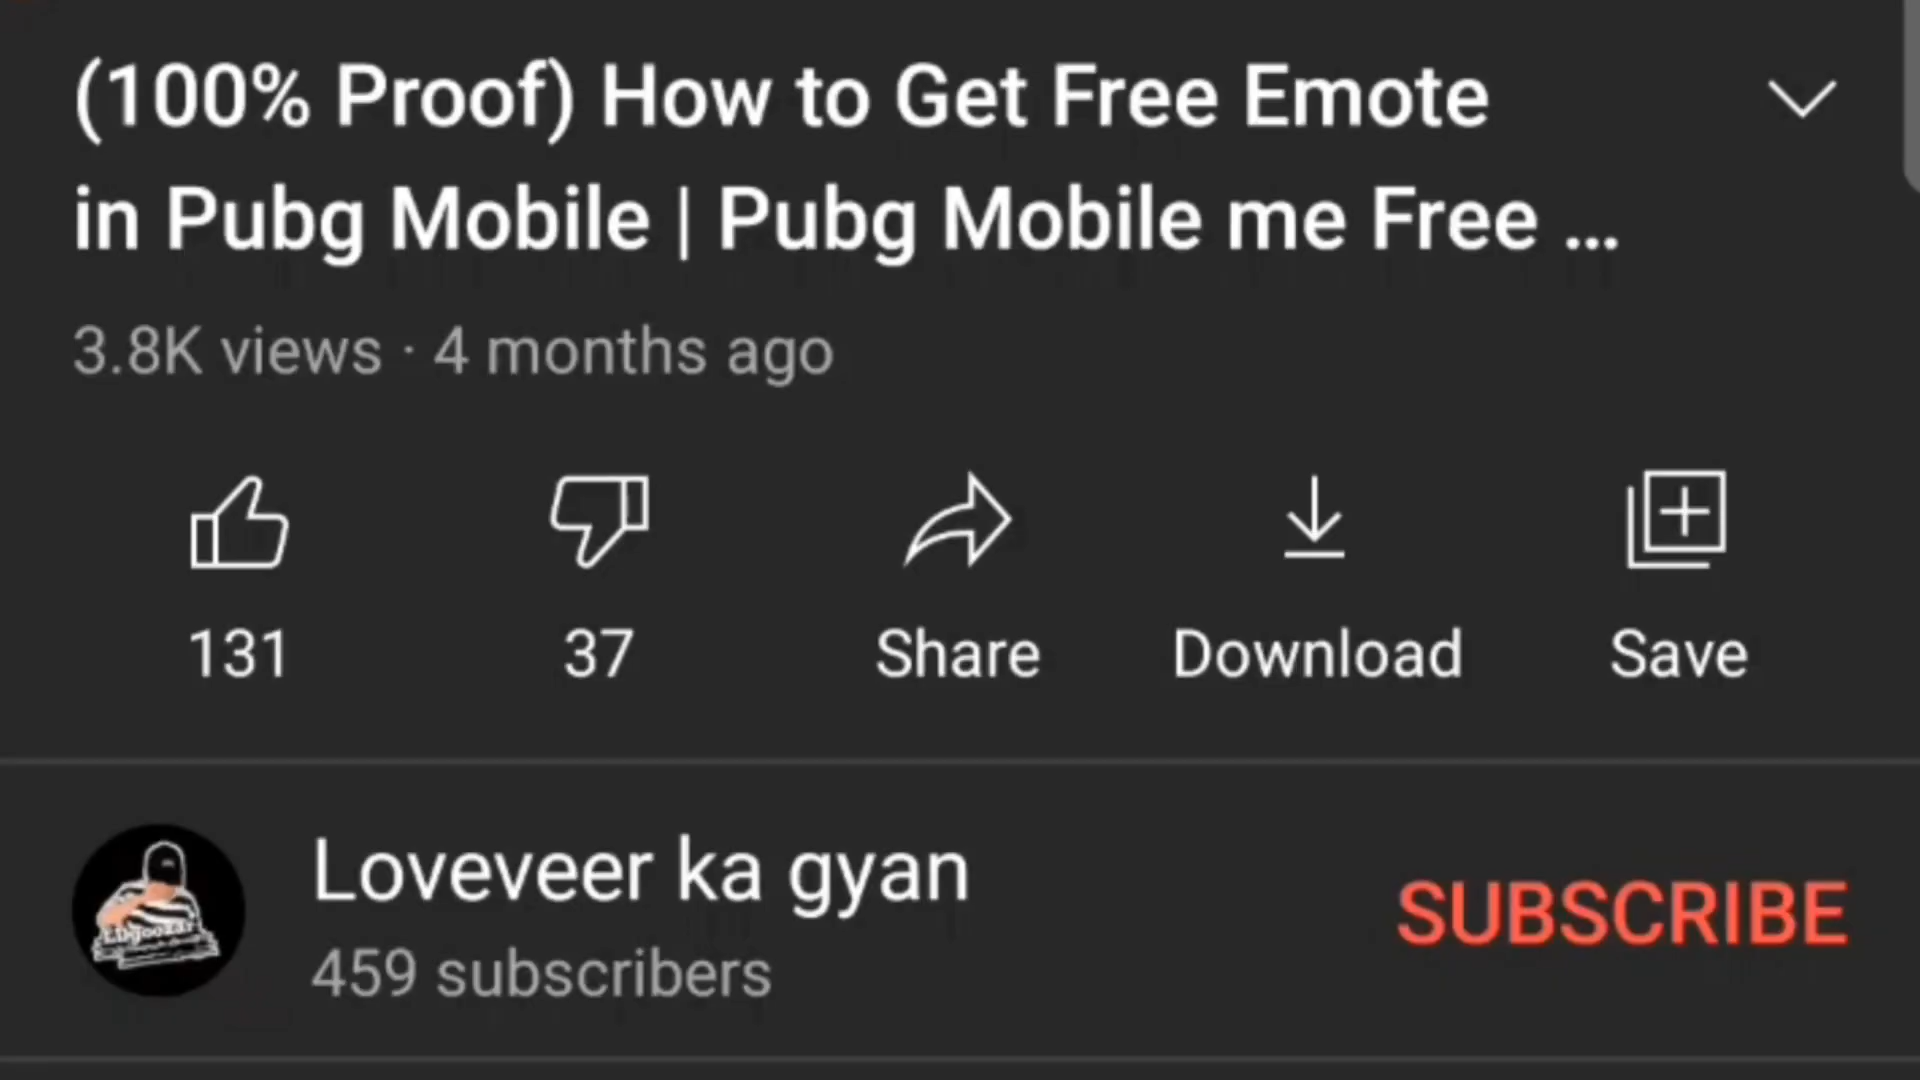 (100% Proof) How to Get Free Emote
in Pubg Mobile | Pubg Mobile me Free ...
3.8K views · 4 months ago
131
37
Share
Download
Save
Loveveer ka gyan
459 subscribers
SUBSCRIBE